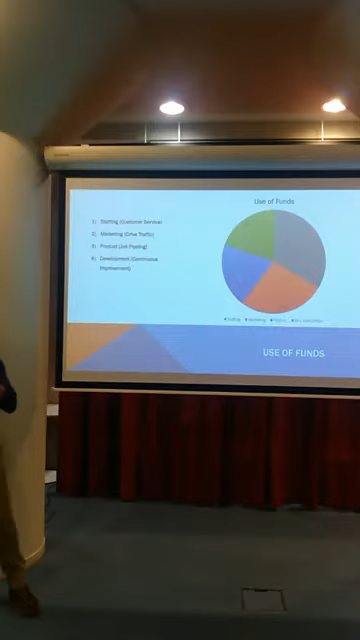 Use of Funds
1) Staffing (Customer Service)
2) Marketing (Drive Traffic)
3) Product (Job Posting)
4) Development (Continuous
Improvement)
USE OF FUNDS